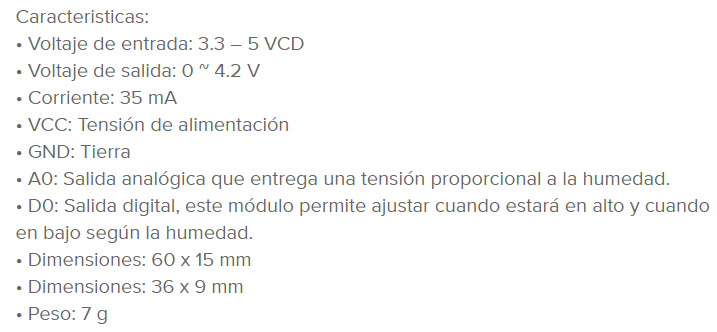 Caracteristicas:
• Voltaje de entrada: 3.3 – 5 VCD
• Voltaje de salida: 0 ~ 4.2 V
• Corriente: 35 mA
• VCC: Tensión de alimentación
• GND: Tierra
• A0: Salida analógica que entrega una tensión proporcional a la humedad.
• D0: Salida digital, este módulo permite ajustar cuando estará en alto y cuando
en bajo según la humedad.
• Dimensiones: 60 x 15 mm
• Dimensiones: 36 x 9 mm
• Peso: 7 g